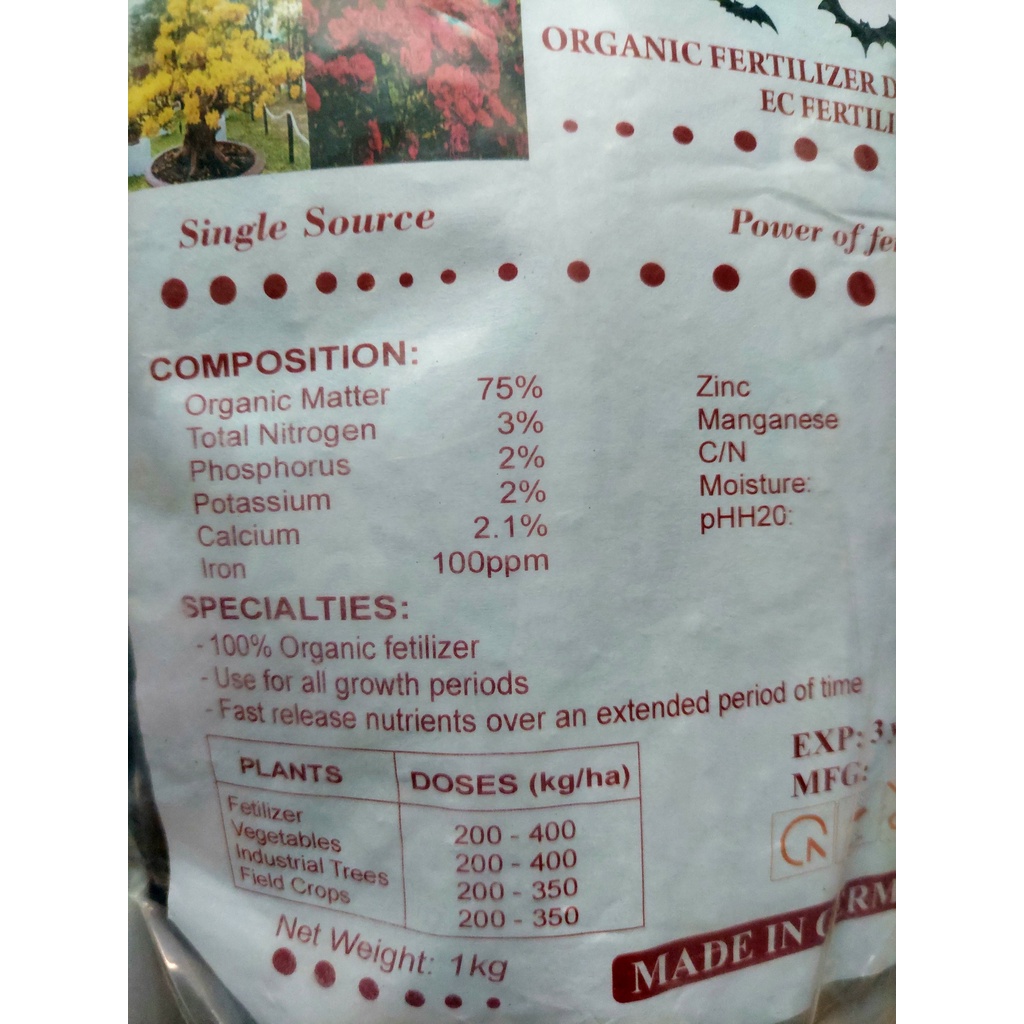 ORGANIC FERTILIZER D
EC FERTILI
Single Source
Power of fe
COMPOSITION:
Organic Matter 75%
Total Nitrogen 3%
Phosphorus 2%
Potassium 2%
Calcium 2.1%
Iron 100ppm
Zinc
Manganese
C/N
Moisture:
pHH20:
SPECIALTIES:
- 100% Organic fetilizer
- Use for all growth periods
- Fast release nutrients over an extended period of time
PLANTS DOSES (kg/ha)
Fetilizer 200 - 400
Vegetables 200 - 400
Industrial Trees 200 - 350
Field Crops 200 - 350
EXP: 3
MFG:
Net Weight: 1kg
MADE IN GERM